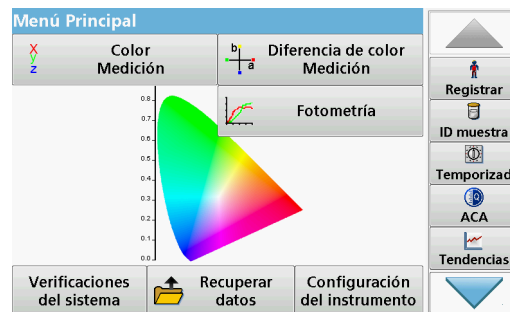 Menú Principal
X
y
z
Color
Medición
b
a
Diferencia de color
Medición
Fotometría
0.8
0.7
0.6
0.5
0.4
0.3
0.2
0.1
0.0
Verificaciones
del sistema
Recuperar
datos
Configuración
del instrumento
Registrar
ID muestra
Temporizad
ACA
Tendencias